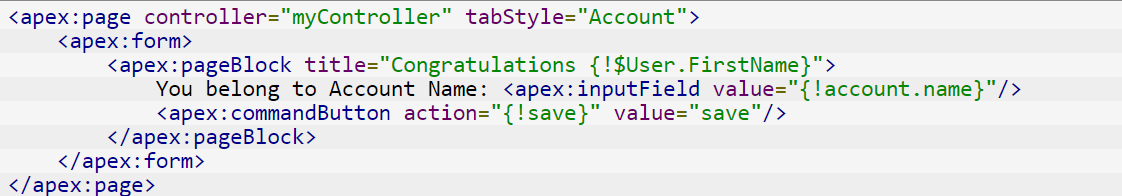 <apex:page controller="myController" tabStyle="Account">
    <apex:form>
        <apex:pageBlock title="Congratulations {!$User.FirstName}">
            You belong to Account Name: <apex:inputField value="{!account.name}"/>
            <apex:commandButton action="{!save}" value="save"/>
        </apex:pageBlock>
    </apex:form>
</apex:page>